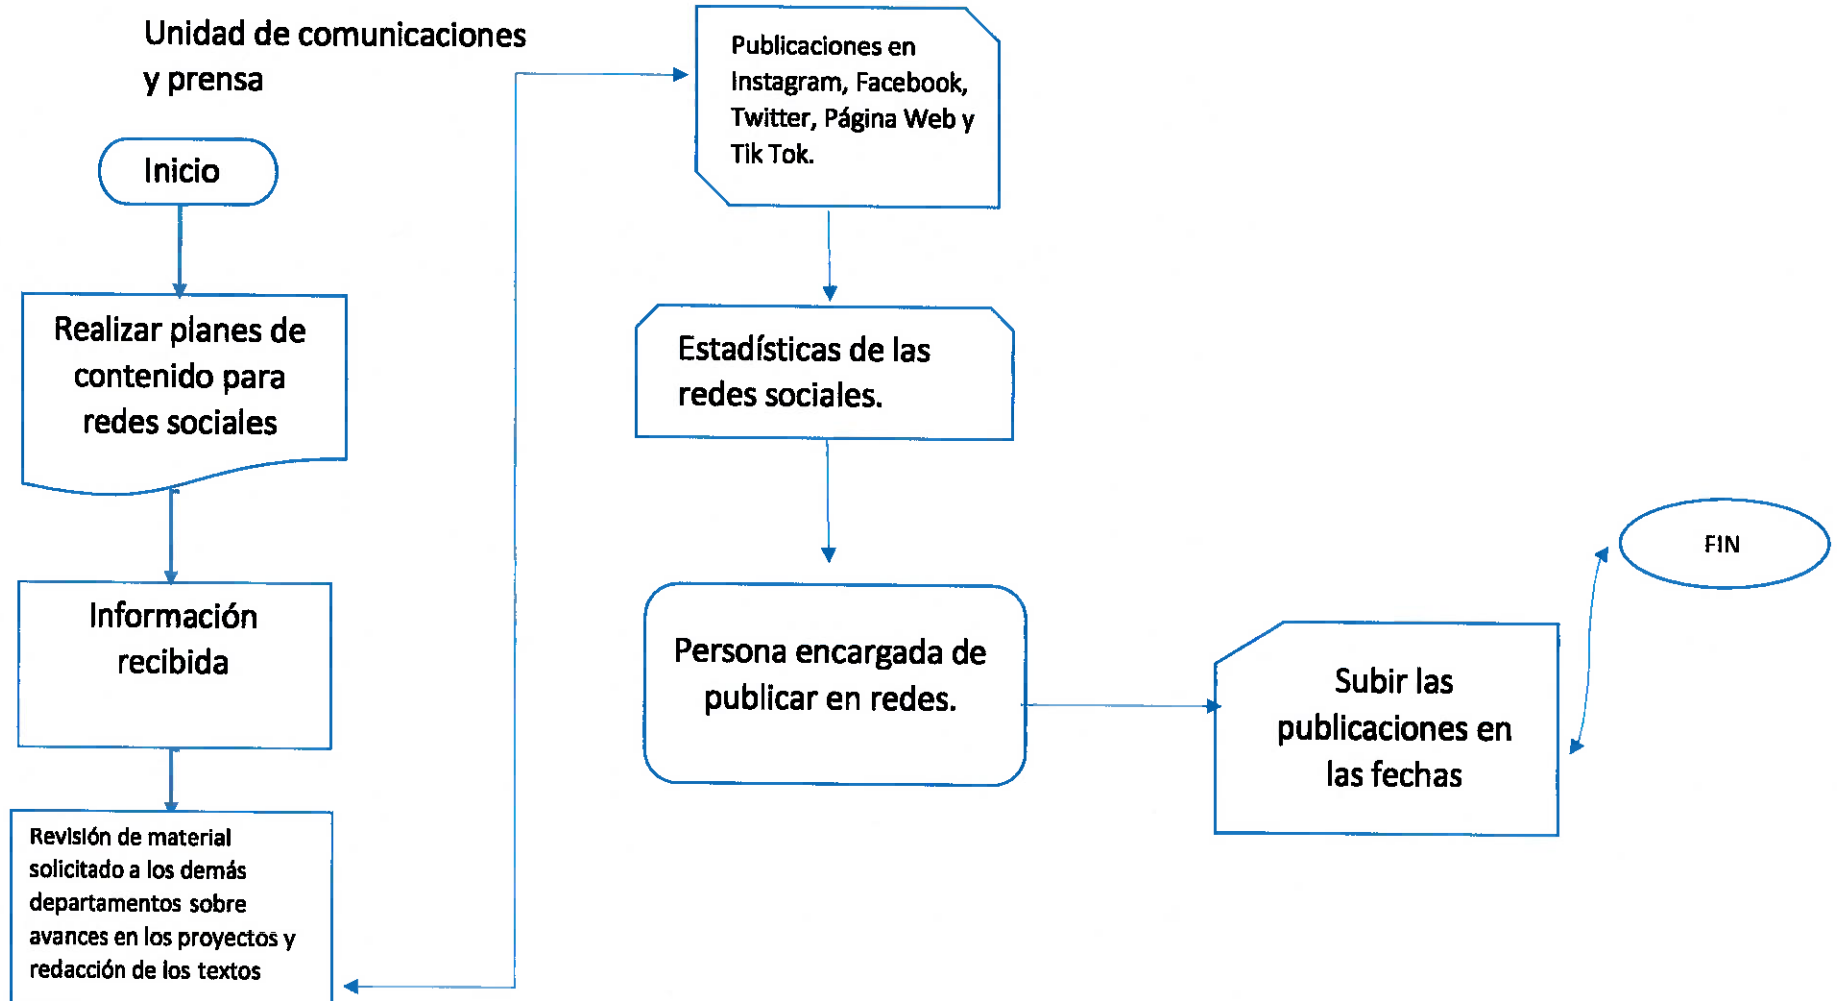 Unidad de comunicaciones
y prensa
Inicio
Realizar planes de
contenido para
redes sociales
Información
recibida
Revisión de material
solicitado a los demás
departamentos sobre
avances en los proyectos y
redacción de los textos
Publicaciones en
Instagram, Facebook,
Twitter, Página Web y
Tik Tok.
Estadísticas de las
redes sociales.
Persona encargada de
publicar en redes.
Subir las
publicaciones en
las fechas
FIN